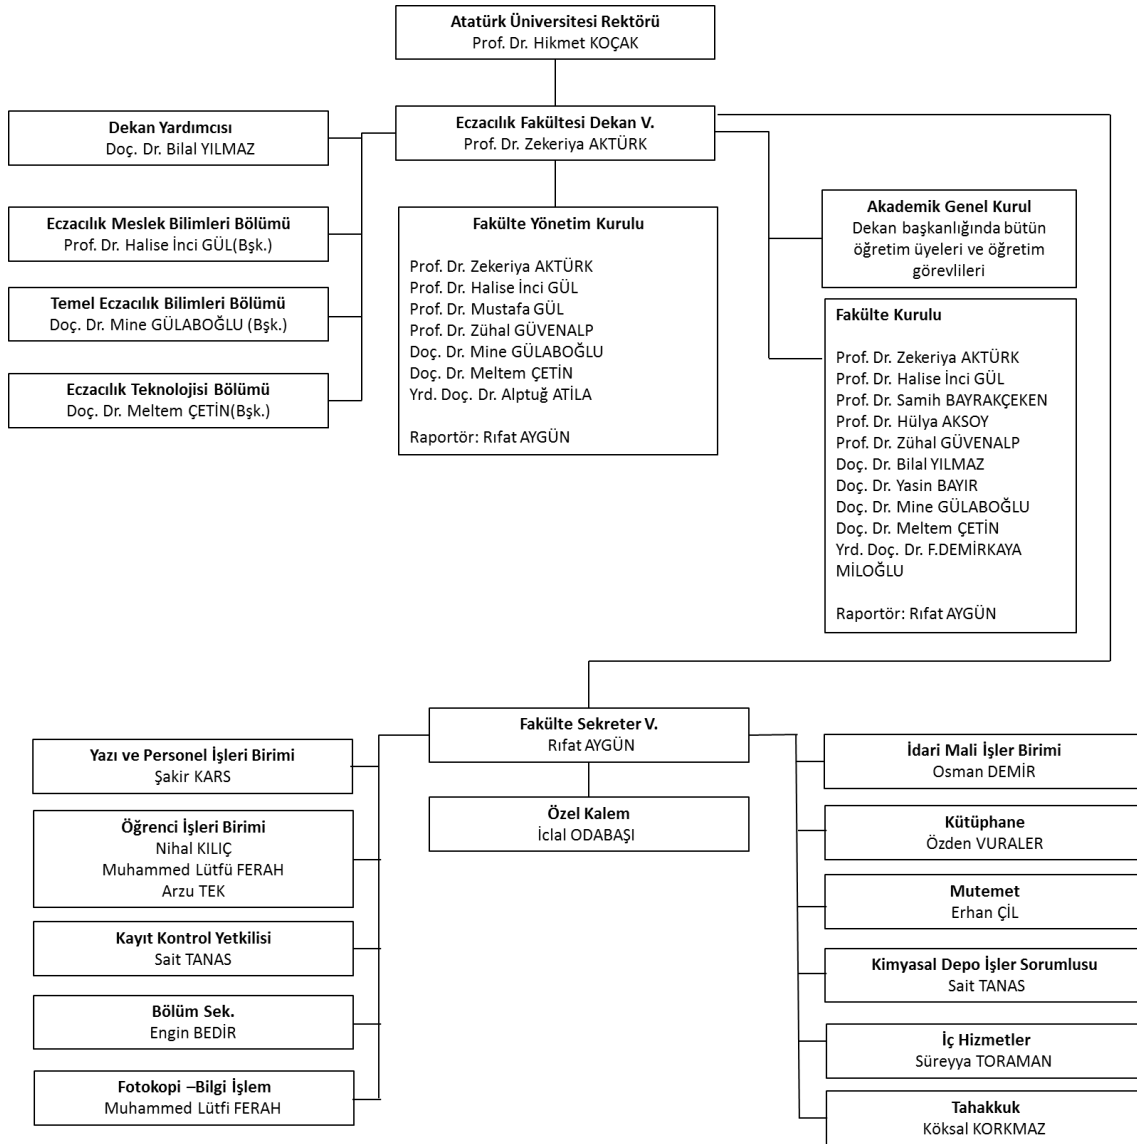 Atatürk Üniversitesi Rektörü
Prof. Dr. Hikmet KOÇAK
Eczacılık Fakültesi Dekan V.
Prof. Dr. Zekeriya AKTÜRK
Dekan Yardımcısı
Doç. Dr. Bilal YILMAZ
Eczacılık Meslek Bilimleri Bölümü
Prof. Dr. Halise İnci GÜL(Bşk.)
Temel Eczacılık Bilimleri Bölümü
Doç. Dr. Mine GÜLABOĞLU (Bşk.)
Eczacılık Teknolojisi Bölümü
Doç. Dr. Meltem ÇETİN(Bşk.)
Fakülte Yönetim Kurulu
Prof. Dr. Zekeriya AKTÜRK
Prof. Dr. Halise İnci GÜL
Prof. Dr. Mustafa GÜL
Prof. Dr. Zühal GÜVENALP
Doç. Dr. Mine GÜLABOĞLU
Doç. Dr. Meltem ÇETİN
Yrd. Doç. Dr. Alptuğ ATİLA
Raportör: Rıfat AYGÜN
Akademik Genel Kurul
Dekan başkanlığında bütün
öğretim üyeleri ve öğretim
görevlileri
Fakülte Kurulu
Prof. Dr. Zekeriya AKTÜRK
Prof. Dr. Halise İnci GÜL
Prof. Dr. Samih BAYRAKÇEKEN
Prof. Dr. Hülya AKSOY
Prof. Dr. Zühal GÜVENALP
Doç. Dr. Bilal YILMAZ
Doç. Dr. Yasin BAYIR
Doç. Dr. Mine GÜLABOĞLU
Doç. Dr. Meltem ÇETİN
Yrd. Doç. Dr. F.DEMİRKAYA
MİLOĞLU
Raportör: Rıfat AYGÜN
Fakülte Sekreter V.
Rıfat AYGÜN
Özel Kalem
İclal ODABAŞI
Yazı ve Personel İşleri Birimi
Şakir KARS
Öğrenci İşleri Birimi
Nihal KILIÇ
Muhammed Lütfü FERAH
Arzu TEK
Kayıt Kontrol Yetkilisi
Sait TANAS
Bölüm Sek.
Engin BEDİR
Fotokopi –Bilgi İşlem
Muhammed Lütfi FERAH
İdari Mali İşler Birimi
Osman DEMİR
Kütüphane
Özden VURALER
Mutemet
Erhan ÇİL
Kimyasal Depo İşler Sorumlusu
Sait TANAS
İç Hizmetler
Süreyya TORAMAN
Tahakkuk
Köksal KORKMAZ